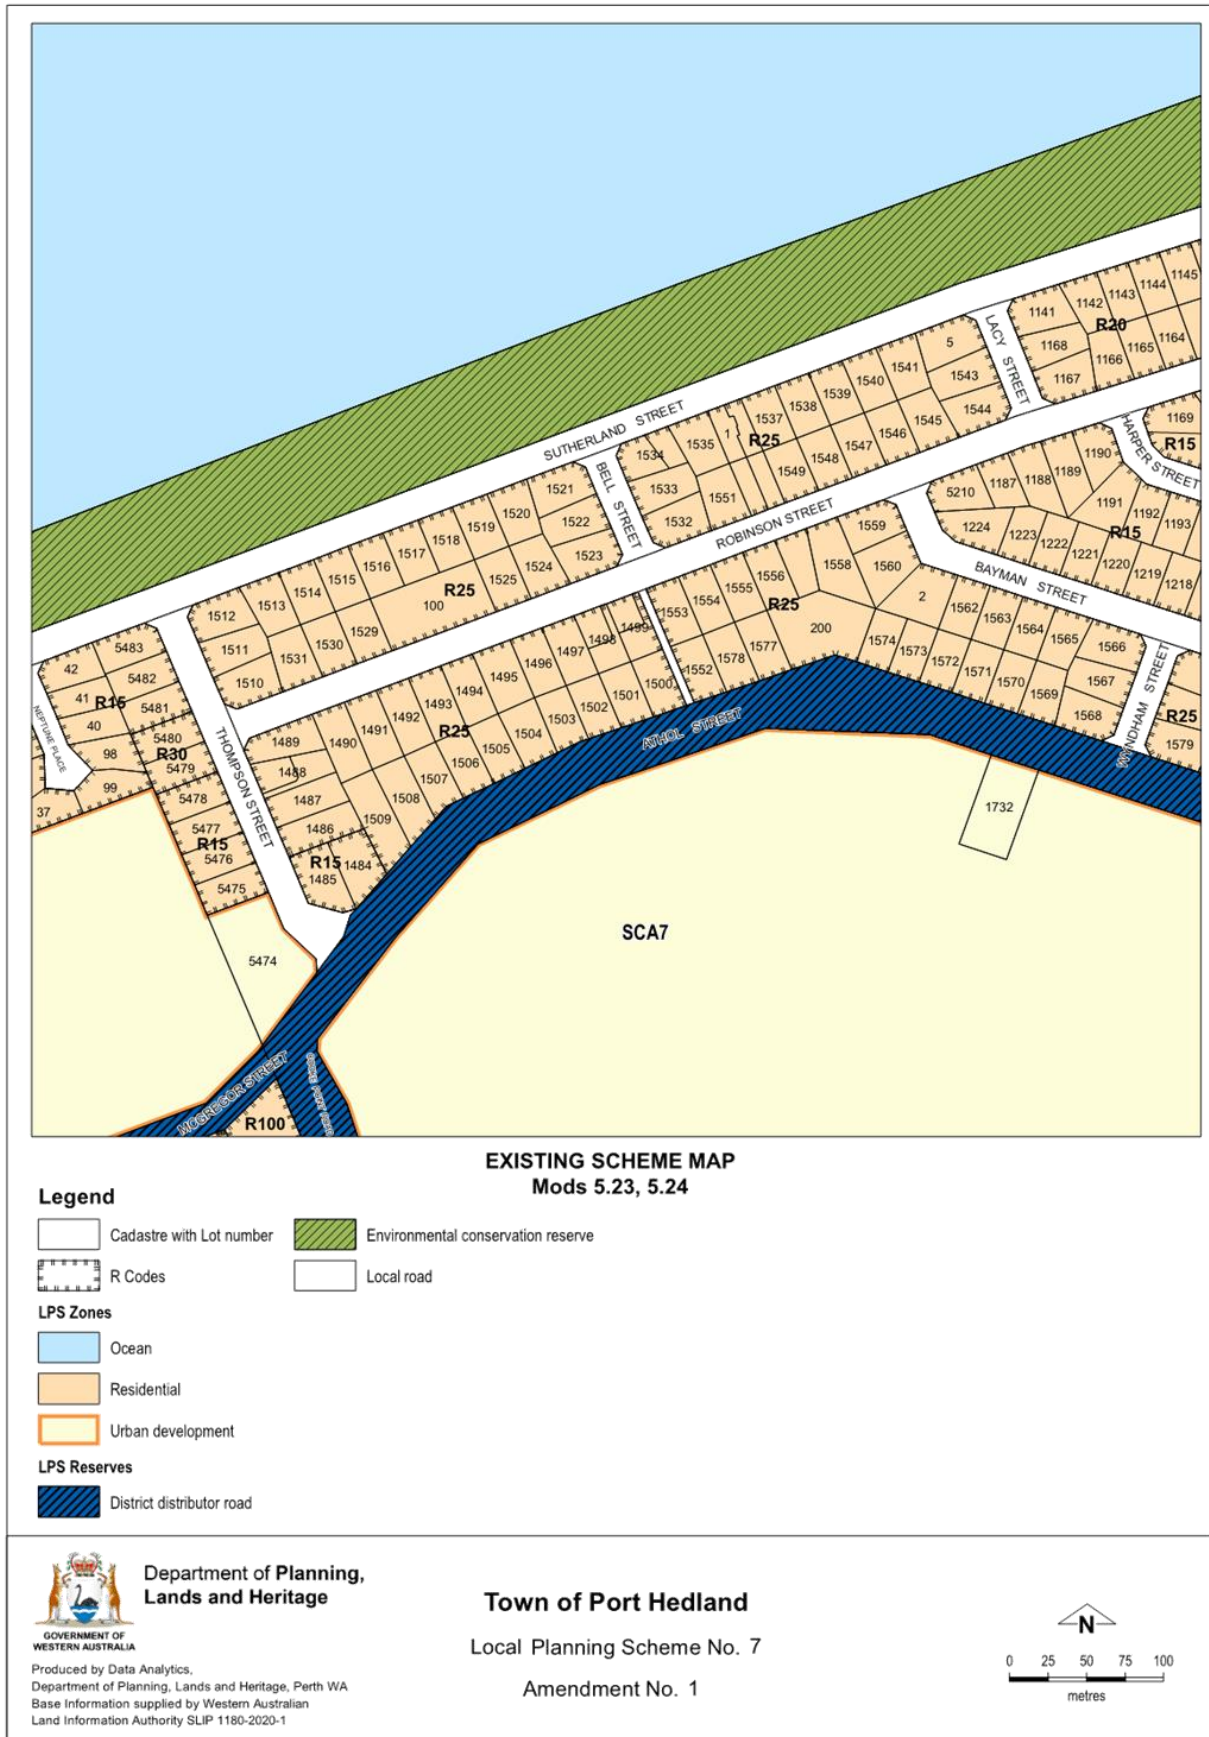 1145
1144
1143
1142
1141
R20
1164
1165
1166
1168
1167
LACY STREET
5
1543
1544
1541
1540
1539
1538
1537
R25
1
1535
1534
1533
1532
1551
1549
1548
1547
1546
1545
SUTHERLAND STREET
BELL STREET
ROBINSON STREET
1169
R15
HARPER STREET
1190
1189
1188
1187
5210
1224
1223
1222
1221
1220
1219
1218
1191
1192
1193
R15
BAYMAN STREET
1521
1522
1523
1520
1519
1518
1517
1516
1515
1514
1513
1512
1511
1510
1531
1530
1529
100
R25
1525
1524
1559
1560
1558
1556
1555
1554
1553
R25
200
2
1552
1578
1577
1574
1573
1572
1571
1570
1569
1562
1563
1564
1565
1566
1567
1568
WYNDHAM STREET
R25
1579
42
41
40
R15
5483
5482
5481
5480
R30
5479
98
99
37
NEPTUNE PLACE
5478
5477
R15
5476
5475
5474
THOMPSON STREET
1489
1488
1487
1486
R15
1485
1484
1490
1491
1492
1493
1494
1495
1496
1497
1498
1499
R25
1500
1501
1502
1503
1504
1505
1506
1507
1508
1509
ATHOL STREET
1732
SCA7
MCGREGOR STREET
R100
EXISTING SCHEME MAP
Mods 5.23, 5.24
Legend
Cadastre with Lot number
Environmental conservation reserve
R Codes
Local road
LPS Zones
Ocean
Residential
Urban development
LPS Reserves
District distributor road
Department of Planning,
Lands and Heritage
GOVERNMENT OF
WESTERN AUSTRALIA
Produced by Data Analytics,
Department of Planning, Lands and Heritage, Perth WA
Base Information supplied by Western Australian
Land Information Authority SLIP 1180-2020-1
Town of Port Hedland
Local Planning Scheme No. 7
Amendment No. 1
N
0 25 50 75 100
metres